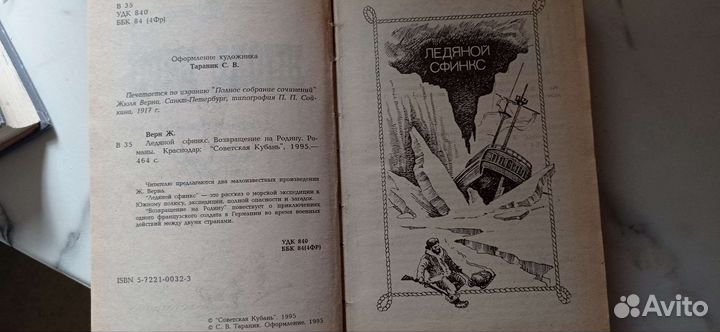 В 35
УДК 840
ББК 84 (4Фр)
Оформление художника
Тараник С. В.
Печатается по изданию "Полное собрание сочинений"
Жюля Верна, Санкт-Петербург, типография П. П. Сой-
кина, 1917 г.
Верн Ж.
В 35 Ледяной сфинкс. Возвращение на Родину. Ро-
маны. Краснодар: "Советская Кубань", 1995.—
464 с.
Читателю предлагаются два малоизвестных произведения
Ж. Верна.
"Ледяной сфинкс" — это рассказ о морской экспедиции к
Южному полюсу, экспедиции, полной опасности и загадок.
"Возвращение на Родину" повествует о приключениях
одного французского солдата в Германии во время военных
действий между двумя странами.
УДК 840
ББК 84(4ФР)
ISBN 5-7221-0032-3
© "Советская Кубань", 1995
© С. В. Тараник. Оформление, 1995
ЛЕДЯНОЙ
СФИНКС
Avito